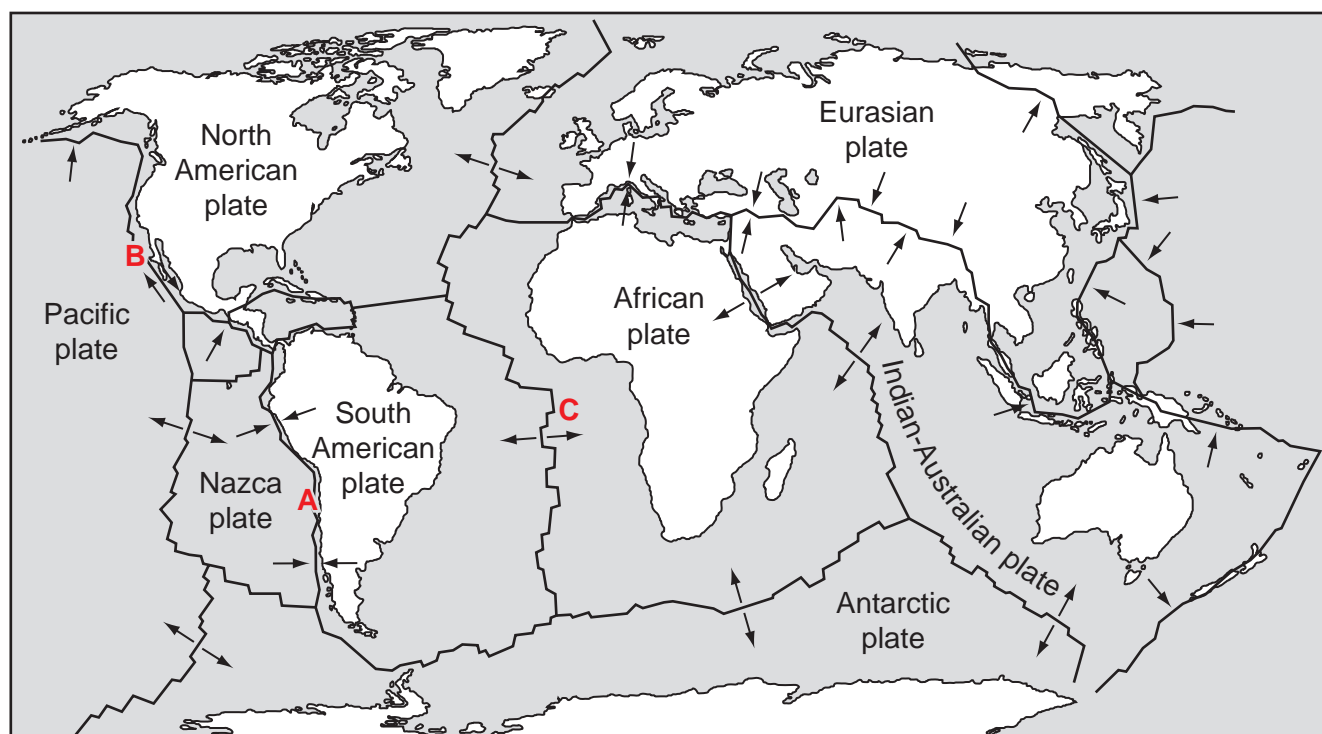 North
American
plate
Eurasian
plate
B
Pacific
plate
African
plate
C
South
American
plate
Nazca
plate
A
Indian-Australian plate
Antarctic
plate